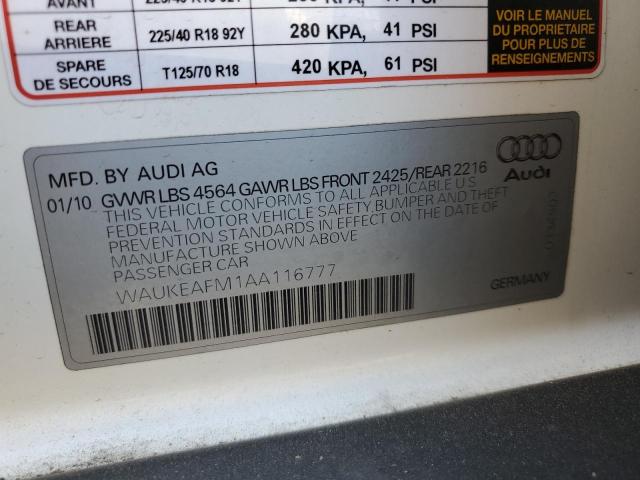 AVANT
REAR
ARRIERE
225/40 R18 92Y
280 KPA, 41 PSI
SPARE
DE SECOURS
T125/70 R18
420 KPA, 61 PSI
VOIR LE MANUEL
DU PROPRIETAIRE
POUR PLUS DE
RENSEIGNEMENTS
MFD. BY AUDI AG
01/10 GVWR LBS 4564 GAWR LBS FRONT 2425/REAR 2216
THIS VEHICLE CONFORMS TO ALL APPLICABLE U.S.
FEDERAL MOTOR VEHICLE SAFETY BUMPER AND THEFT
PREVENTION STANDARDS IN EFFECT ON THE DATE OF
MANUFACTURE SHOWN ABOVE
PASSENGER CAR
WAUKEAFM1AA116777
Audi
GERMANY